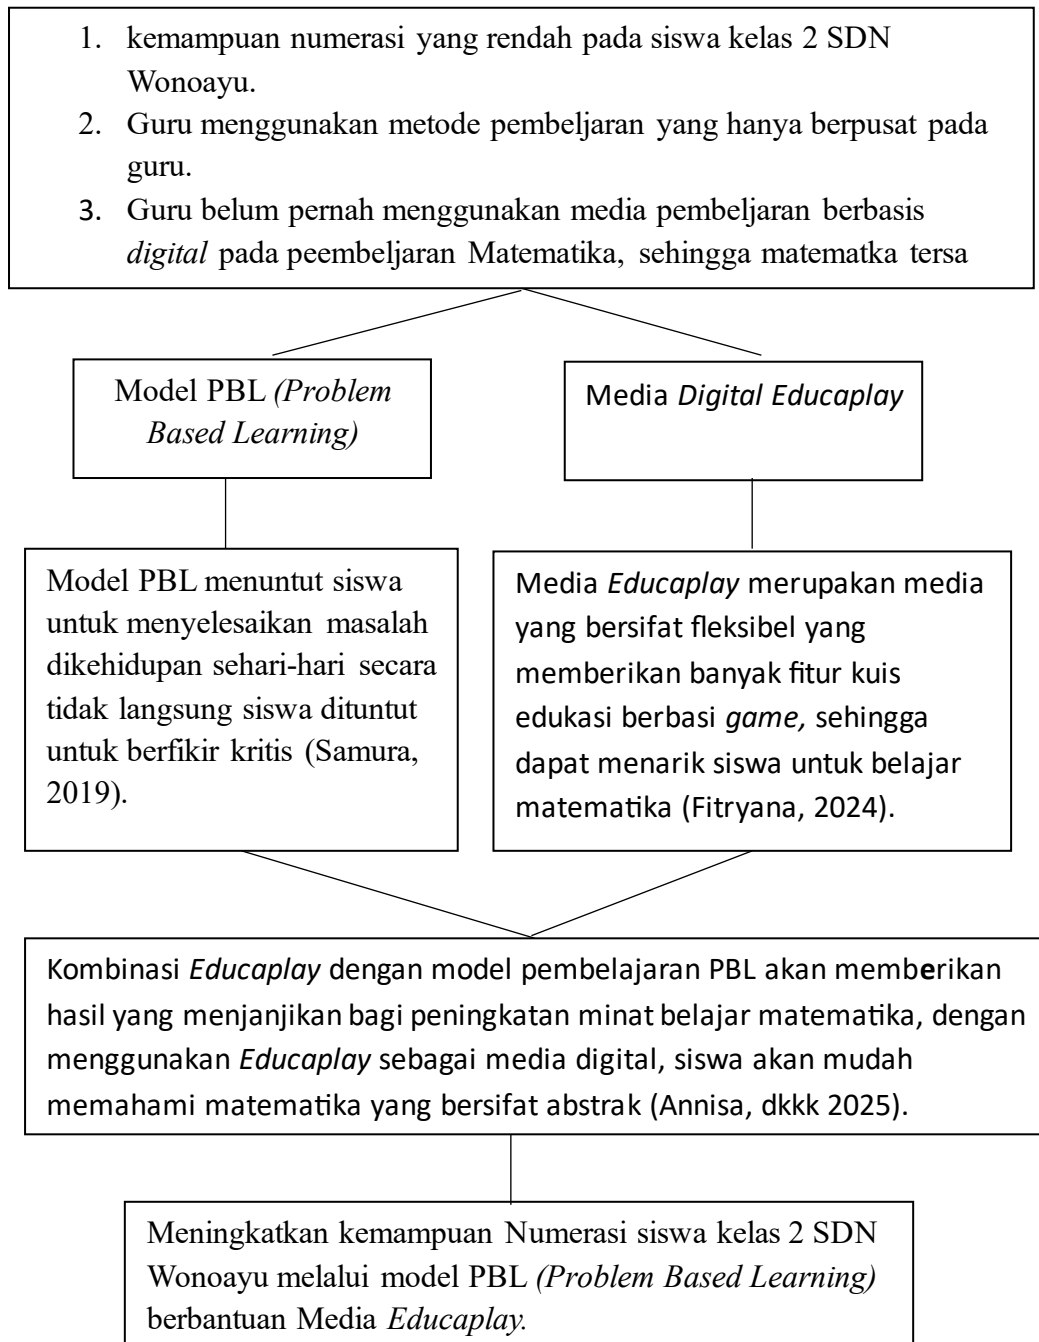 1. kemampuan numerasi yang rendah pada siswa kelas 2 SDN
Wonoayu.
2. Guru menggunakan metode pembeljaran yang hanya berpusat pada
guru.
3. Guru belum pernah menggunakan media pembeljaran berbasis
digital pada peembeljaran Matematika, sehingga matematka tersa
Model PBL (Problem
Based Learning)
Media Digital Educaplay
Model PBL menuntut siswa
untuk menyelesaikan masalah
dikehidupan sehari-hari secara
tidak langsung siswa dituntut
untuk berfikir kritis (Samura,
2019).
Media Educaplay merupakan media
yang bersifat fleksibel yang
memberikan banyak fitur kuis
edukasi berbasi game, sehingga
dapat menarik siswa untuk belajar
matematika (Fitryana, 2024).
Kombinasi Educaplay dengan model pembelajaran PBL akan memberikan
hasil yang menjanjikan bagi peningkatan minat belajar matematika, dengan
menggunakan Educaplay sebagai media digital, siswa akan mudah
memahami matematika yang bersifat abstrak (Annisa, dkkk 2025).
Meningkatkan kemampuan Numerasi siswa kelas 2 SDN
Wonoayu melalui model PBL (Problem Based Learning)
berbantuan Media Educaplay.